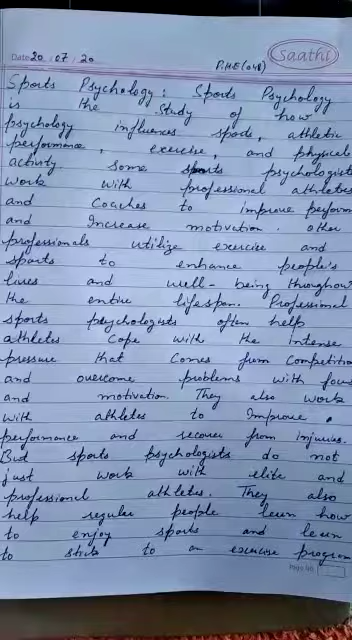 Date 20 / 07 / 20
P.HE(048)
Saathi
Sports Psychology: Sports Psychology
is the study of how
psychology influences spods, athletic
performance, exercise, and physical
activity some sports psychologists
work with professional athletes
and Coaches to improve perform
and Increase motivation. other
professionals utilize exercise and
sports to enhance people's
lives and well-being throughou
the entire lifespan. Professional
sports psychologists often help
athletes Cope with the intense
pressure that Comes from Competitio
and overcome problems with focu
and motivation. They also work
with athletes to Improve
performance and recover from injuries.
But sports psychologists do not
just work with elite and
professional athletes. They also
help regular people learn how
to enjoy sports and learn
to stick to an exercise program
Page No.